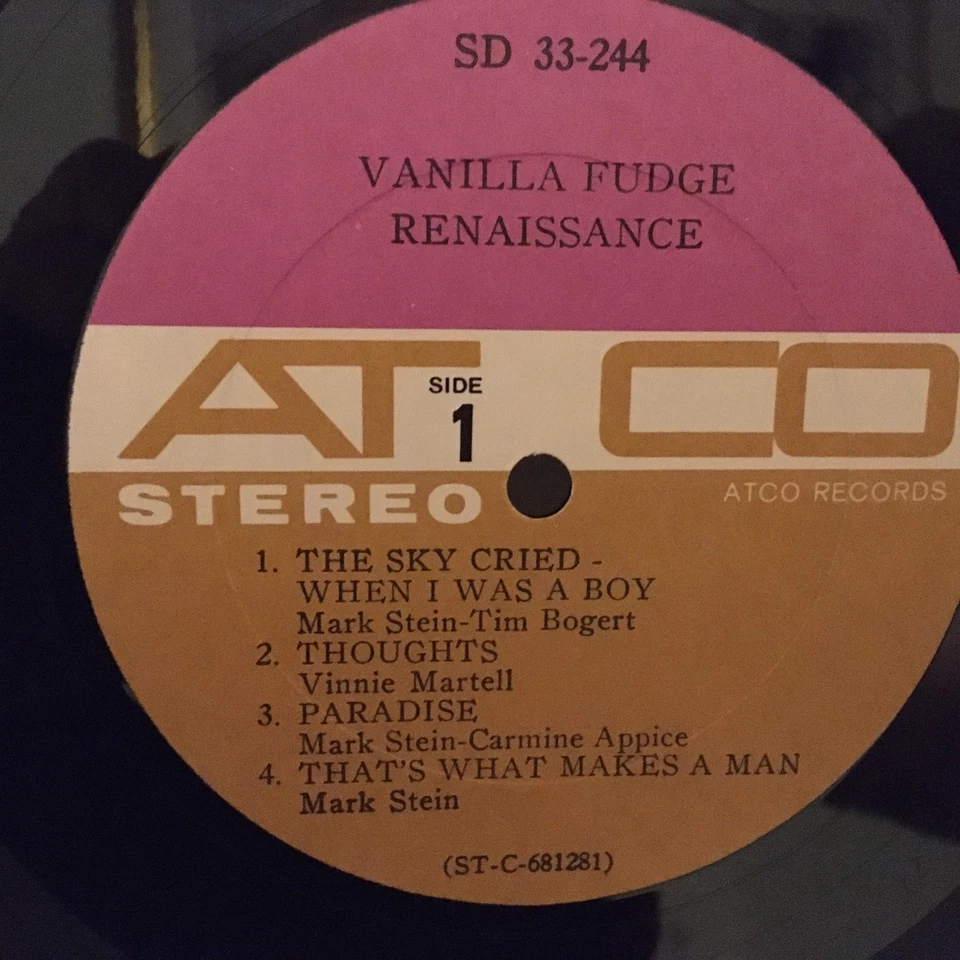 SD 33-244
VANILLA FUDGE
RENAISSANCE
ATCO
SIDE
1
STEREO
ATCO RECORDS
1. THE SKY CRIED -
WHEN I WAS A BOY
Mark Stein-Tim Bogert
2. THOUGHTS
Vinnie Martell
3. PARADISE
Mark Stein-Carmine Appice
4. THAT'S WHAT MAKES A MAN
Mark Stein
(ST-C-681281)